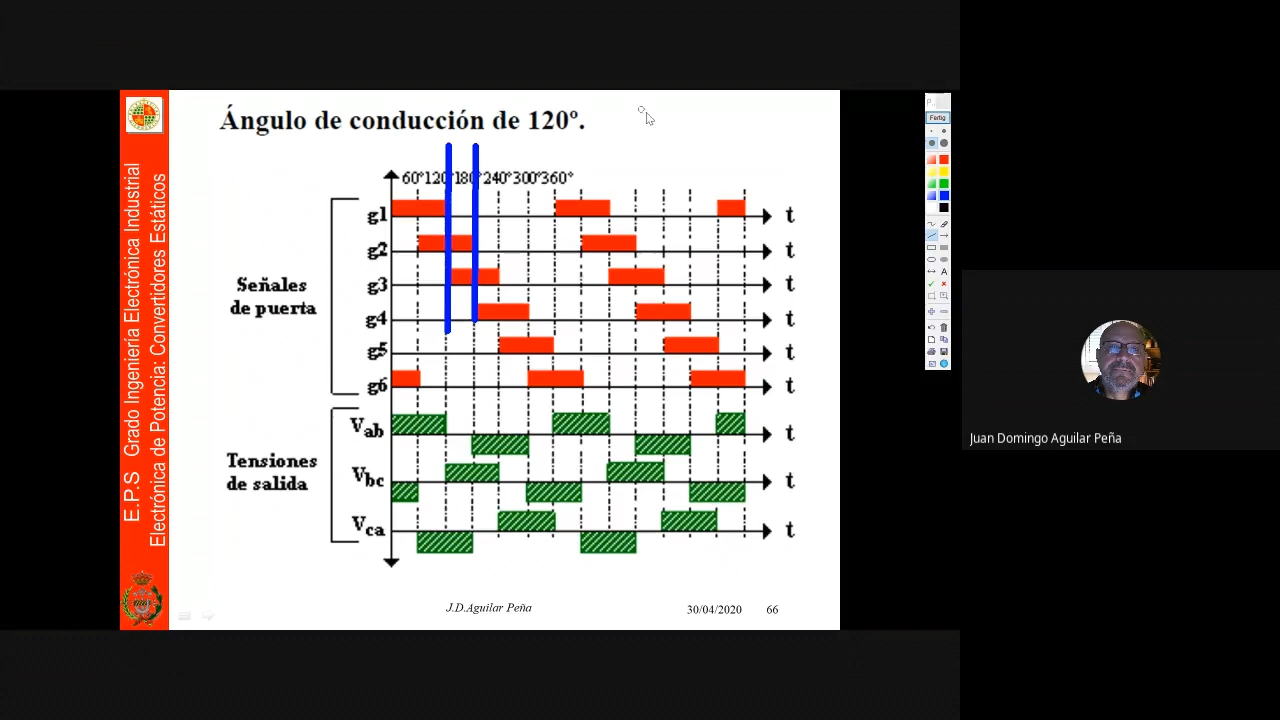 Ángulo de conducción de 120º.
60°120°180°240°300°360°
g1 t
g2 t
g3 t
g4 t
g5 t
g6 t
Señales
de puerta
Vab t
Vbc t
Vca t
Tensiones
de salida
J.D.Aguilar Peña
30/04/2020
66
E.P.S Grado Ingeniería Electrónica Industrial
Electrónica de Potencia: Convertidores Estáticos
Fertig
A
Juan Domingo Aguilar Peña